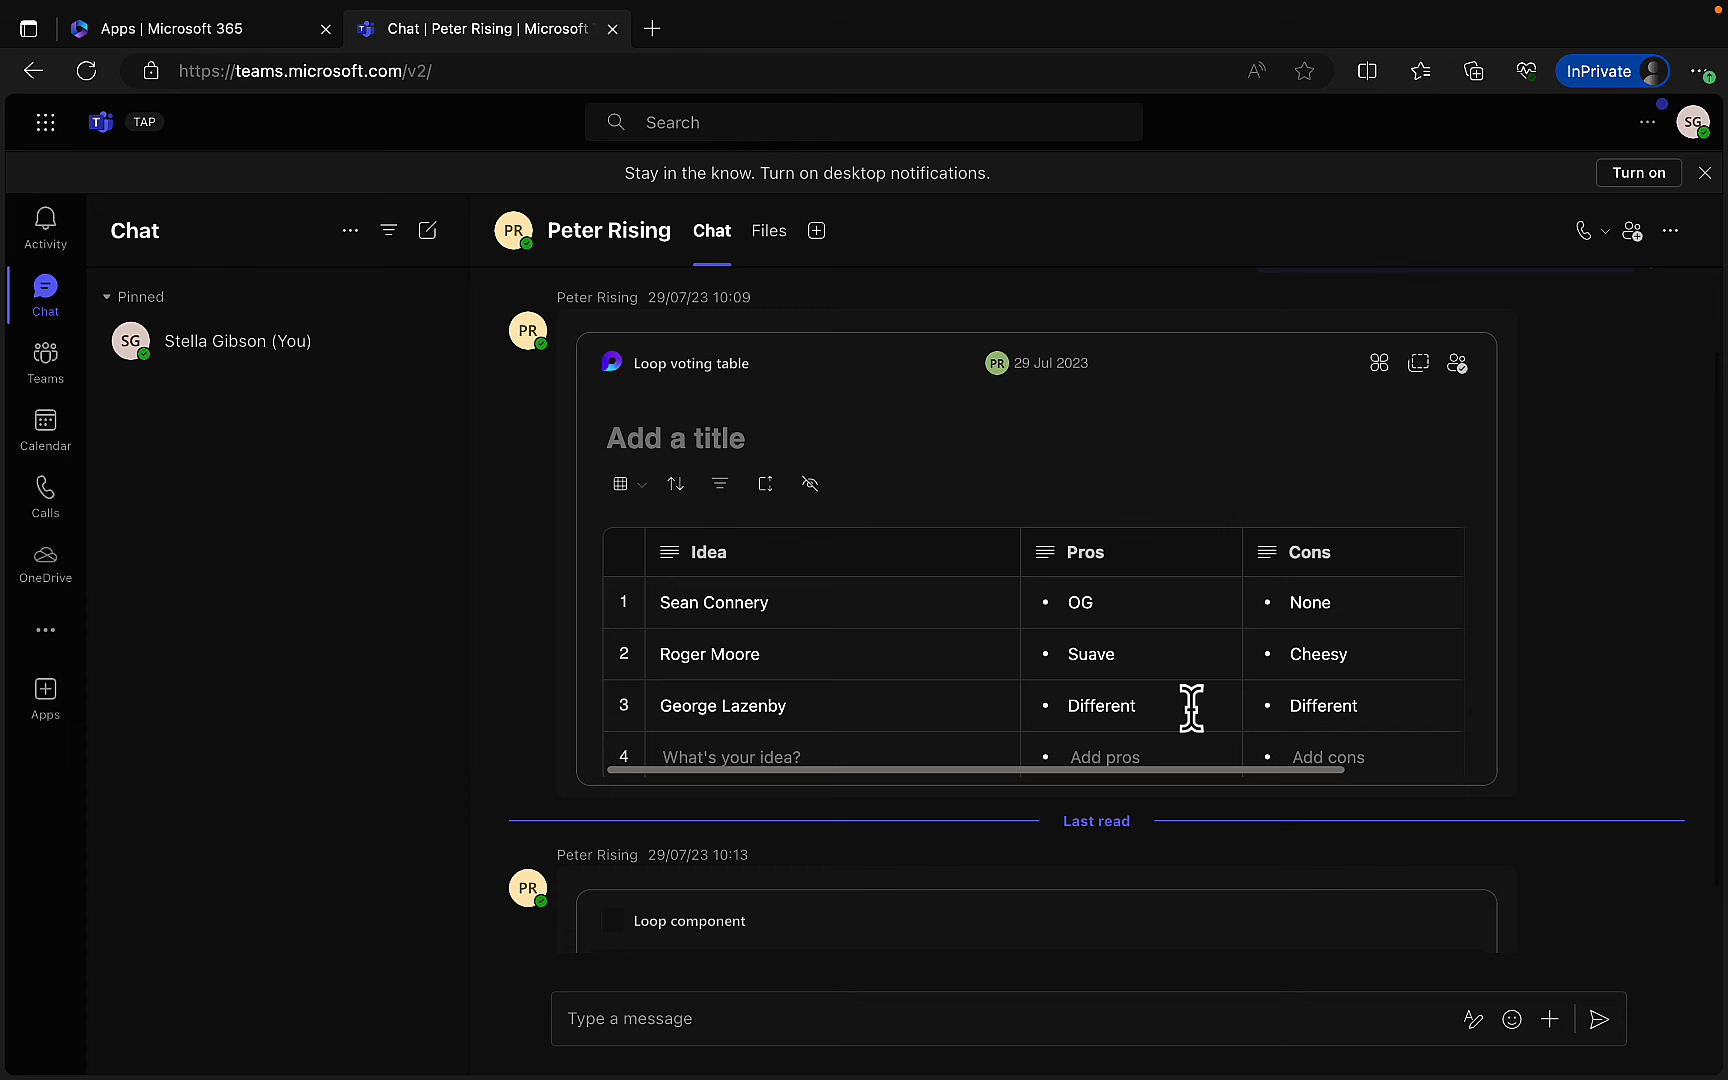 Apps | Microsoft 365
Chat | Peter Rising | Microsoft
https://teams.microsoft.com/v2/
InPrivate
TAP
Search
SG
Stay in the know. Turn on desktop notifications.
Turn on
Activity
Chat
Teams
Calendar
Calls
OneDrive
Apps
Chat
Pinned
SG
Stella Gibson (You)
PR
Peter Rising
Chat
Files
Peter Rising 29/07/23 10:09
PR
Loop voting table
PR
29 Jul 2023
Add a title
Idea Pros Cons
1 Sean Connery • OG • None
2 Roger Moore • Suave • Cheesy
3 George Lazenby • Different • Different
4 What's your idea? • Add pros • Add cons
Last read
Peter Rising 29/07/23 10:13
PR
Loop component
Type a message